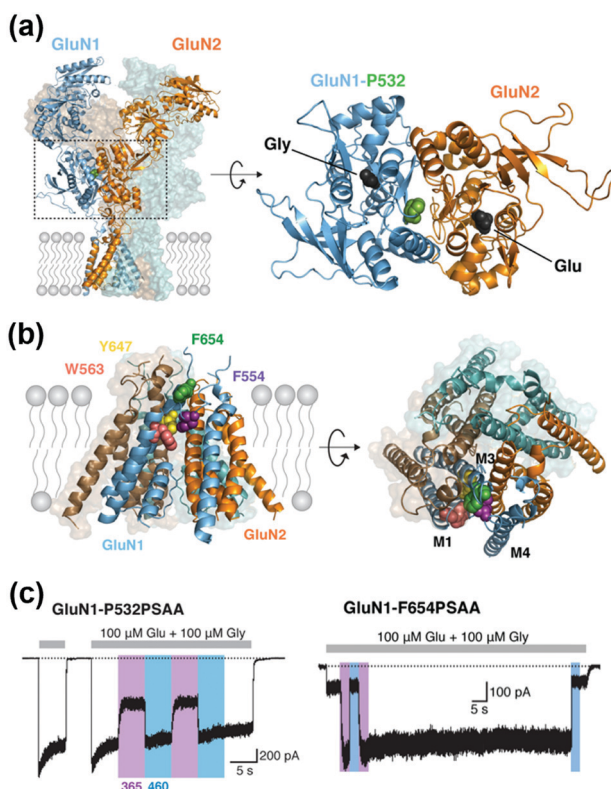 (a)
GluN1
GluN2
GluN1-P532
GluN2
Gly
Glu
(b)
F654
Y647
W563
F554
GluN1
GluN2
M3
M1
M4
(c)
GluN1-P532PSAA
100 µM Glu + 100 µM Gly
365 460
200 pA
5 s
GluN1-F654PSAA
100 µM Glu + 100 µM Gly
100 pA
5 s